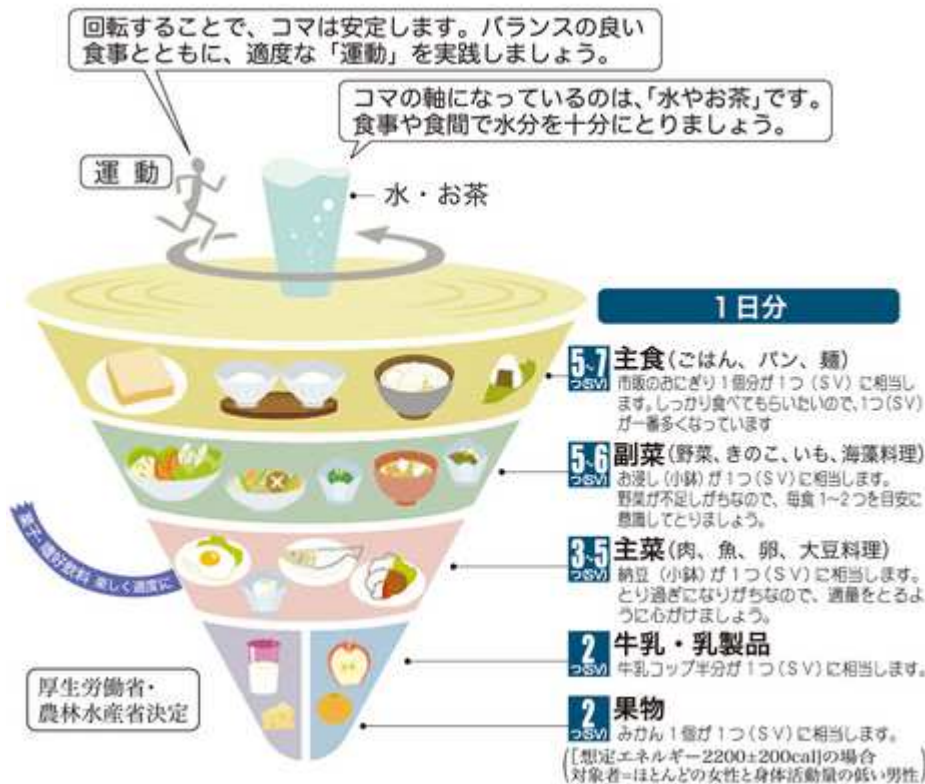 回転することで、コマは安定します。バランスの良い
食事とともに、適度な「運動」を実践しましょう。
コマの軸になっているのは、「水やお茶」です。
食事や食間で水分を十分にとりましょう。
運動
水・お茶
1日分
5~7
つ(SV)
主食(ごはん、パン、麺)
市販のおにぎり1個分が1つ(SV)に相当し
ます。しっかり食べてもらいたいので、1つ(SV)
が一番多くなっています
5~6
つ(SV)
副菜(野菜、きのこ、いも、海藻料理)
お浸し(小鉢)が1つ(SV)に相当します。
野菜が不足しがちなので、毎食1~2つを目安に
意識してとりましょう。
3~5
つ(SV)
主菜(肉、魚、卵、大豆料理)
納豆(小鉢)が1つ(SV)に相当します。
とり過ぎになりがちなので、適量をとるよ
うに心がけましょう。
菓子・嗜好飲料 楽しく適度に
2
つ(SV)
牛乳・乳製品
牛乳コップ半分が1つ(SV)に相当します。
2
つ(SV)
果物
みかん1個が1つ(SV)に相当します。
厚生労働省・
農林水産省決定
([想定エネルギー2200±200cal]の場合
対象者=ほとんどの女性と身体活動量の低い男性)